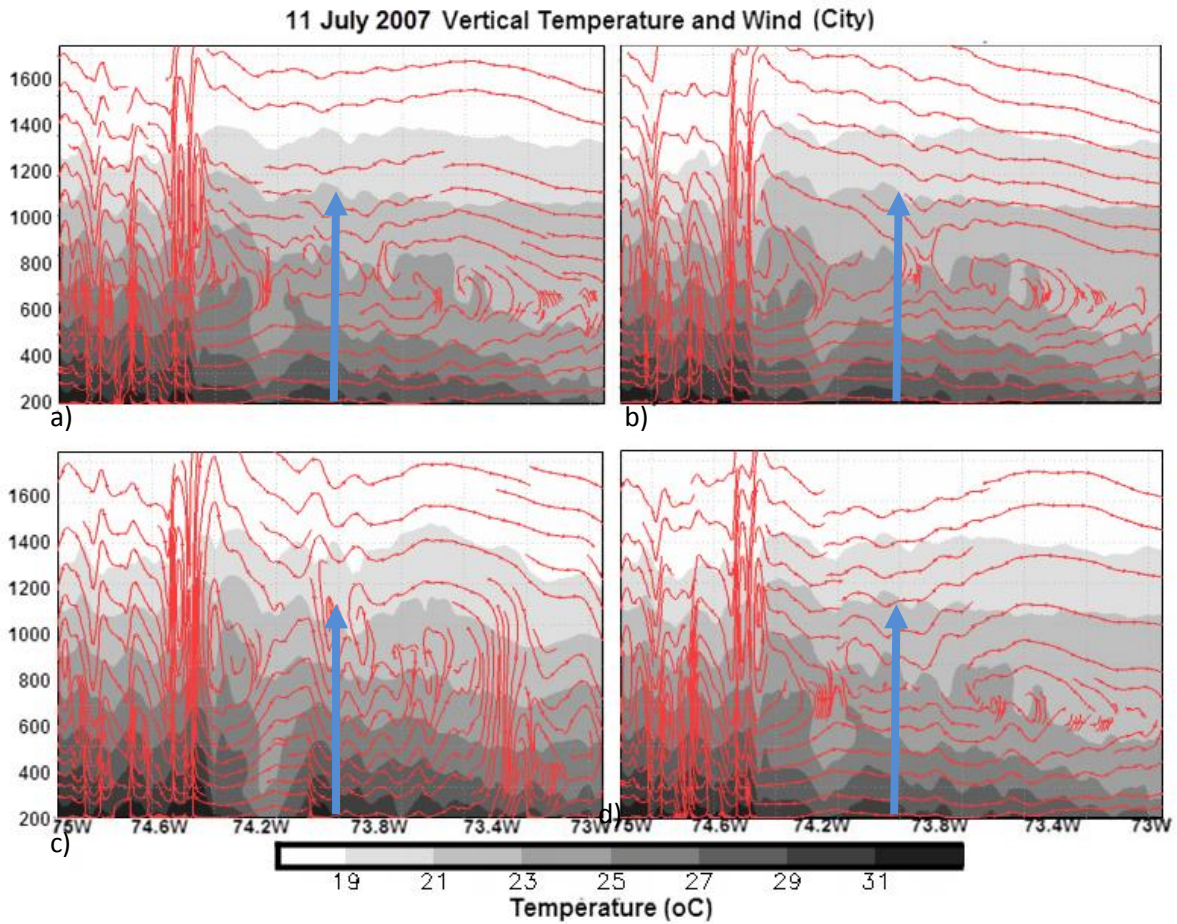 11 July 2007 Vertical Temperature and Wind (City)
1600
1400
1200
1000
800
600
400
200
a)
b)
1600
1400
1200
1000
800
600
400
200
75W 74.6W 74.2W 73.8W 73.4W 73W
75W 74.6W 74.2W 73.8W 73.4W 73W
c)
d)
19 21 23 25 27 29 31
Temperature (oC)